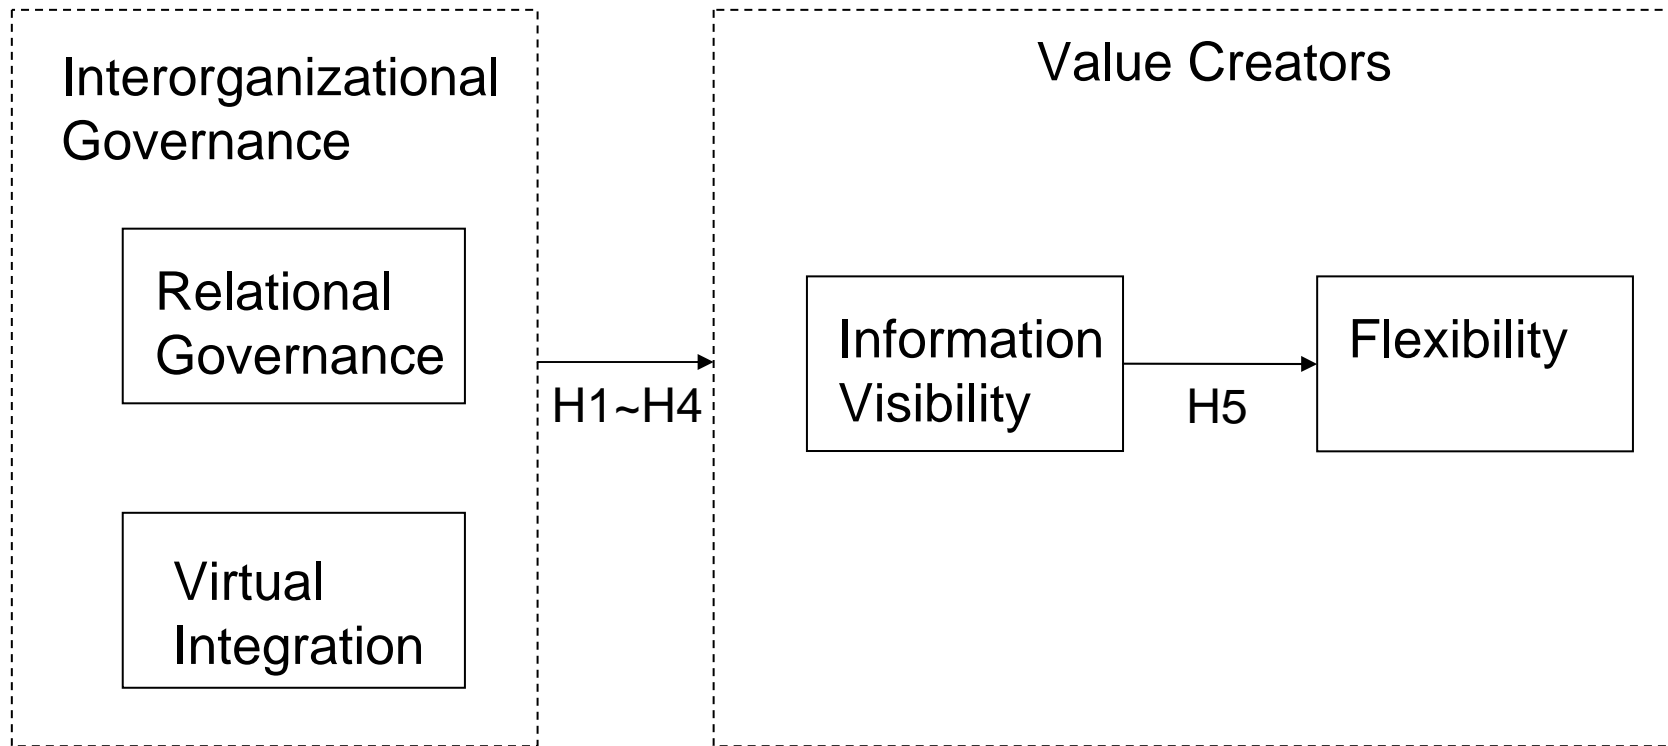 Interorganizational
Governance
Relational
Governance
Virtual
Integration
H1~H4
Value Creators
Information
Visibility
H5
Flexibility